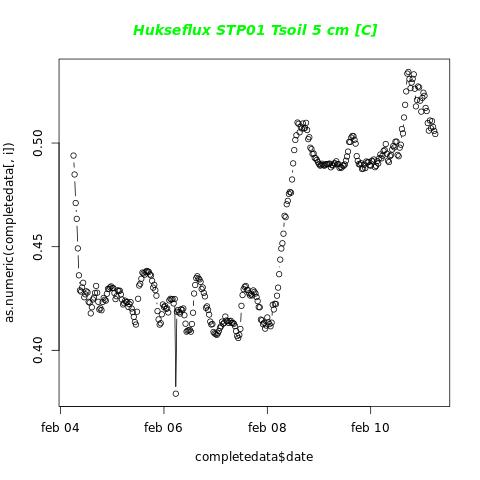 Hukseflux STP01 Tsoil 5 cm [C]
as.numeric(completedata[, i])
0.50
0.45
0.40
feb 04 feb 06 feb 08 feb 10
completedata$date